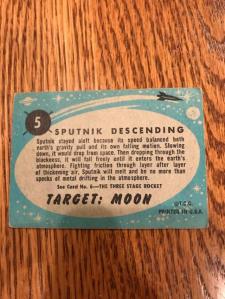 5
SPUTNIK DESCENDING
Sputnik stayed aloft because its speed balanced both
earth's gravity pull and its own falling motion. Slowing
down, it would drop from space. Then dropping through the
blackness, it will fall freely until it enters the earth's
atmosphere. Fighting friction through layer after layer
of thickening air, Sputnik will melt and be no more than
specks of metal drifting in the atmosphere.
See Card No. 6—THE THREE STAGE ROCKET
TARGET: MOON
©T.C.G.
PRINTED IN U.S.A.